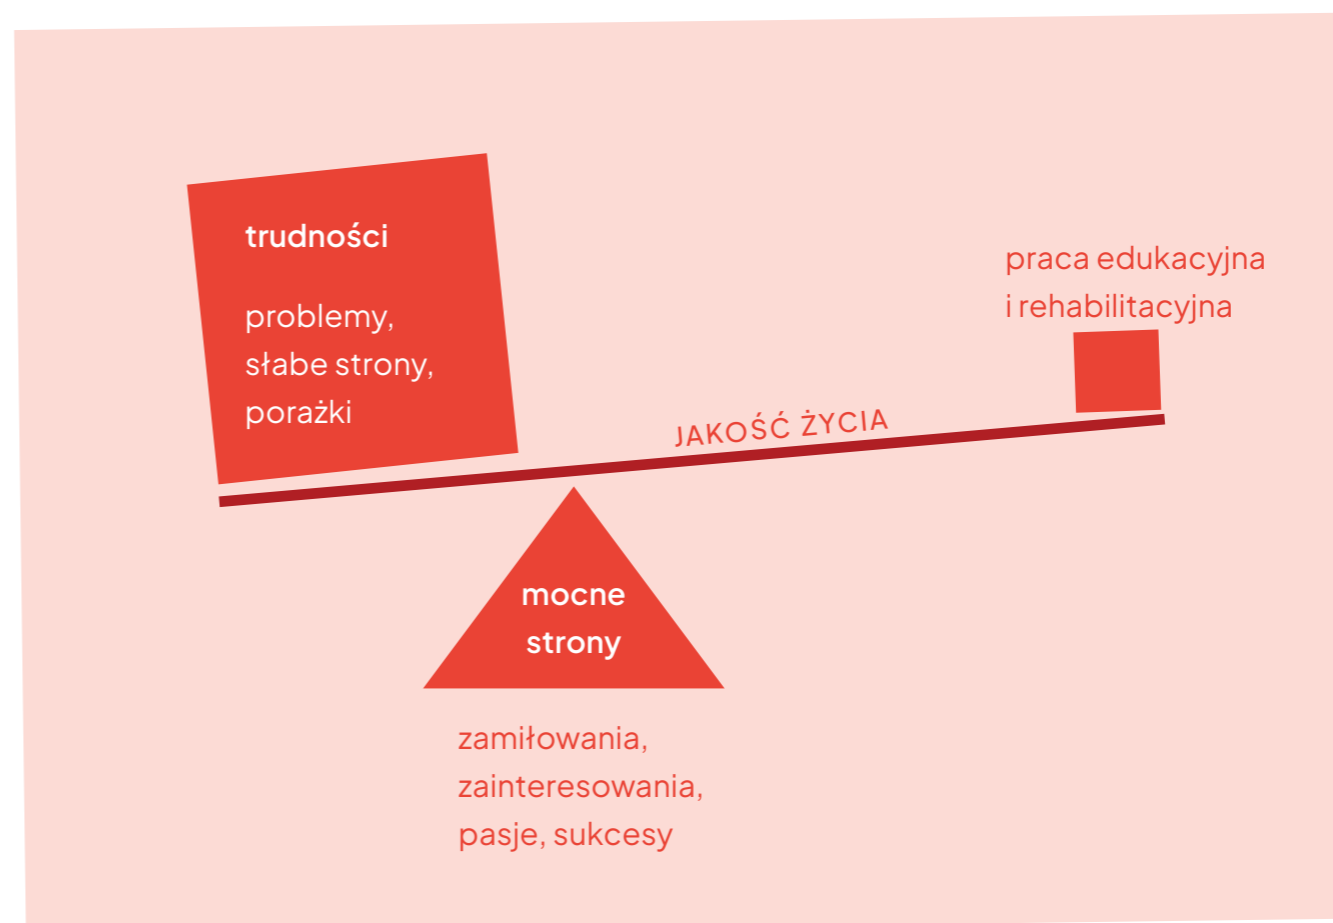 trudności
problemy,
słabe strony,
porażki
praca edukacyjna
i rehabilitacyjna
JAKOŚĆ ŻYCIA
mocne
strony
zamiłowania,
zainteresowania,
pasje, sukcesy